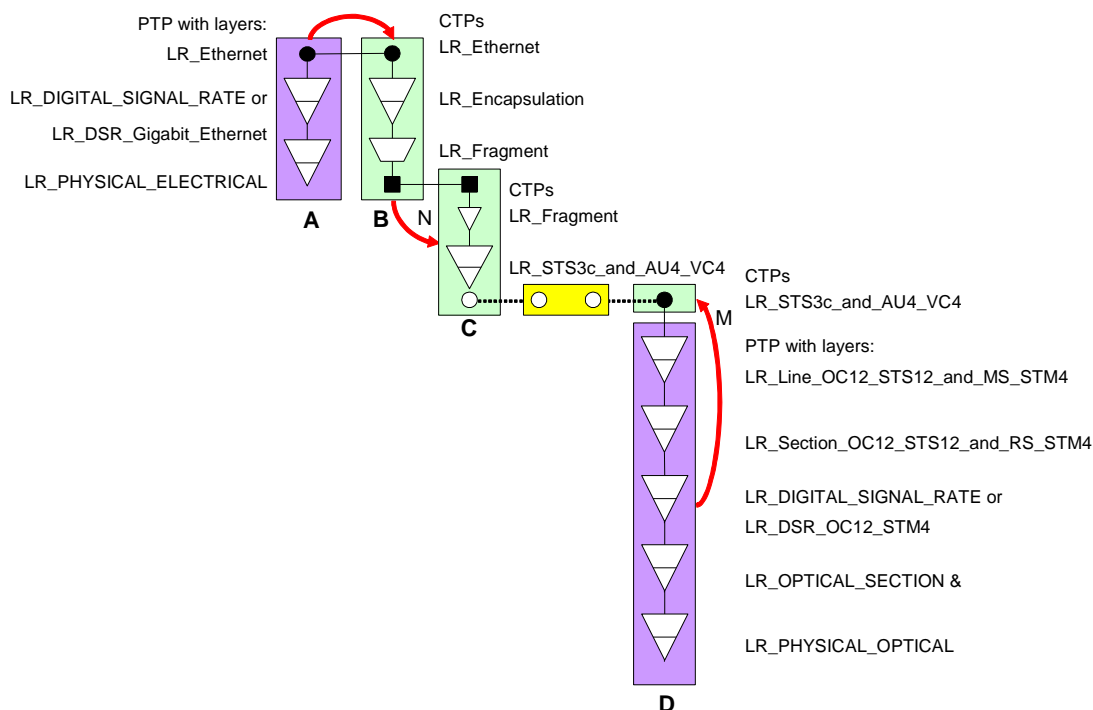 PTP with layers:
LR_Ethernet
LR_DIGITAL_SIGNAL_RATE or
LR_DSR_Gigabit_Ethernet
LR_PHYSICAL_ELECTRICAL
A
CTPs
LR_Ethernet
LR_Encapsulation
LR_Fragment
B
N
CTPs
LR_Fragment
LR_STS3c_and_AU4_VC4
C
CTPs
LR_STS3c_and_AU4_VC4
M
PTP with layers:
LR_Line_OC12_STS12_and_MS_STM4
LR_Section_OC12_STS12_and_RS_STM4
LR_DIGITAL_SIGNAL_RATE or
LR_DSR_OC12_STM4
LR_OPTICAL_SECTION &
LR_PHYSICAL_OPTICAL
D